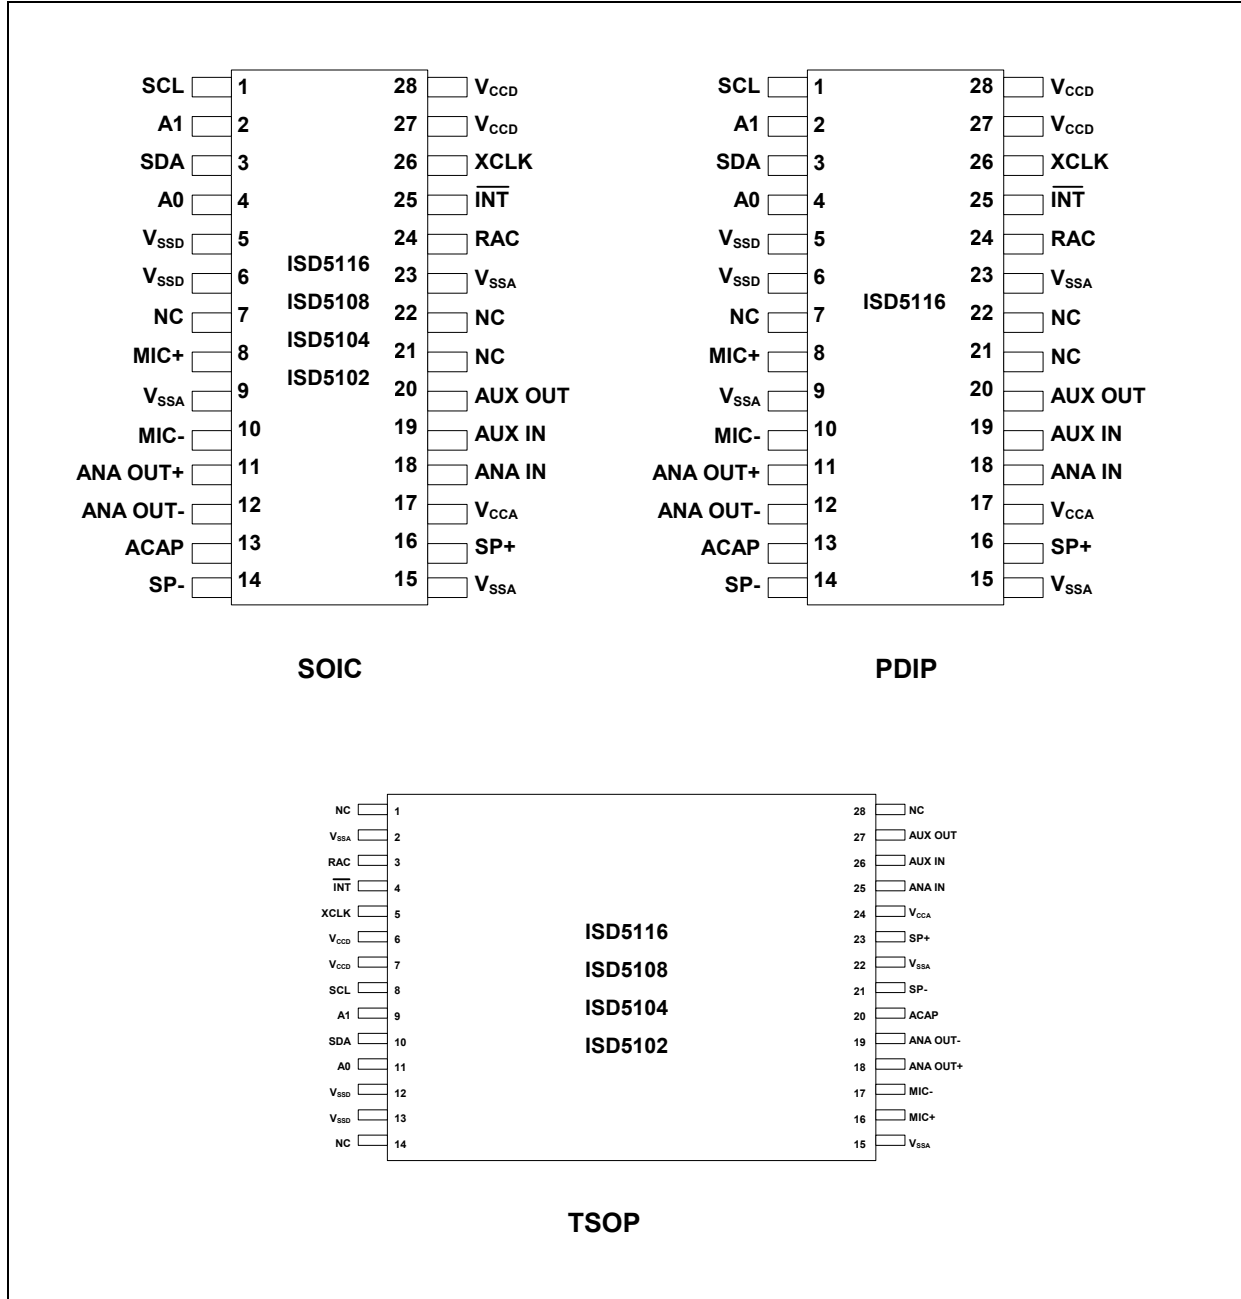 SCL 1 28 VCCD
A1 2 27 VCCD
SDA 3 26 XCLK
A0 4 25 INT
VSSD 5 24 RAC
VSSD 6 23 VSSA
NC 7 22 NC
MIC+ 8 21 NC
VSSA 9 20 AUX OUT
MIC- 10 19 AUX IN
ANA OUT+ 11 18 ANA IN
ANA OUT- 12 17 VCCA
ACAP 13 16 SP+
SP- 14 15 VSSA
ISD5116
ISD5108
ISD5104
ISD5102
SOIC
SCL 1 28 VCCD
A1 2 27 VCCD
SDA 3 26 XCLK
A0 4 25 INT
VSSD 5 24 RAC
VSSD 6 23 VSSA
NC 7 22 NC
MIC+ 8 21 NC
VSSA 9 20 AUX OUT
MIC- 10 19 AUX IN
ANA OUT+ 11 18 ANA IN
ANA OUT- 12 17 VCCA
ACAP 13 16 SP+
SP- 14 15 VSSA
ISD5116
PDIP
NC 1 28 NC
VSSA 2 27 AUX OUT
RAC 3 26 AUX IN
INT 4 25 ANA IN
XCLK 5 24 VCCA
VCCD 6 23 SP+
VCCD 7 22 VSSA
SCL 8 21 SP-
A1 9 20 ACAP
SDA 10 19 ANA OUT-
A0 11 18 ANA OUT+
VSSD 12 17 MIC-
VSSD 13 16 MIC+
NC 14 15 VSSA
ISD5116
ISD5108
ISD5104
ISD5102
TSOP